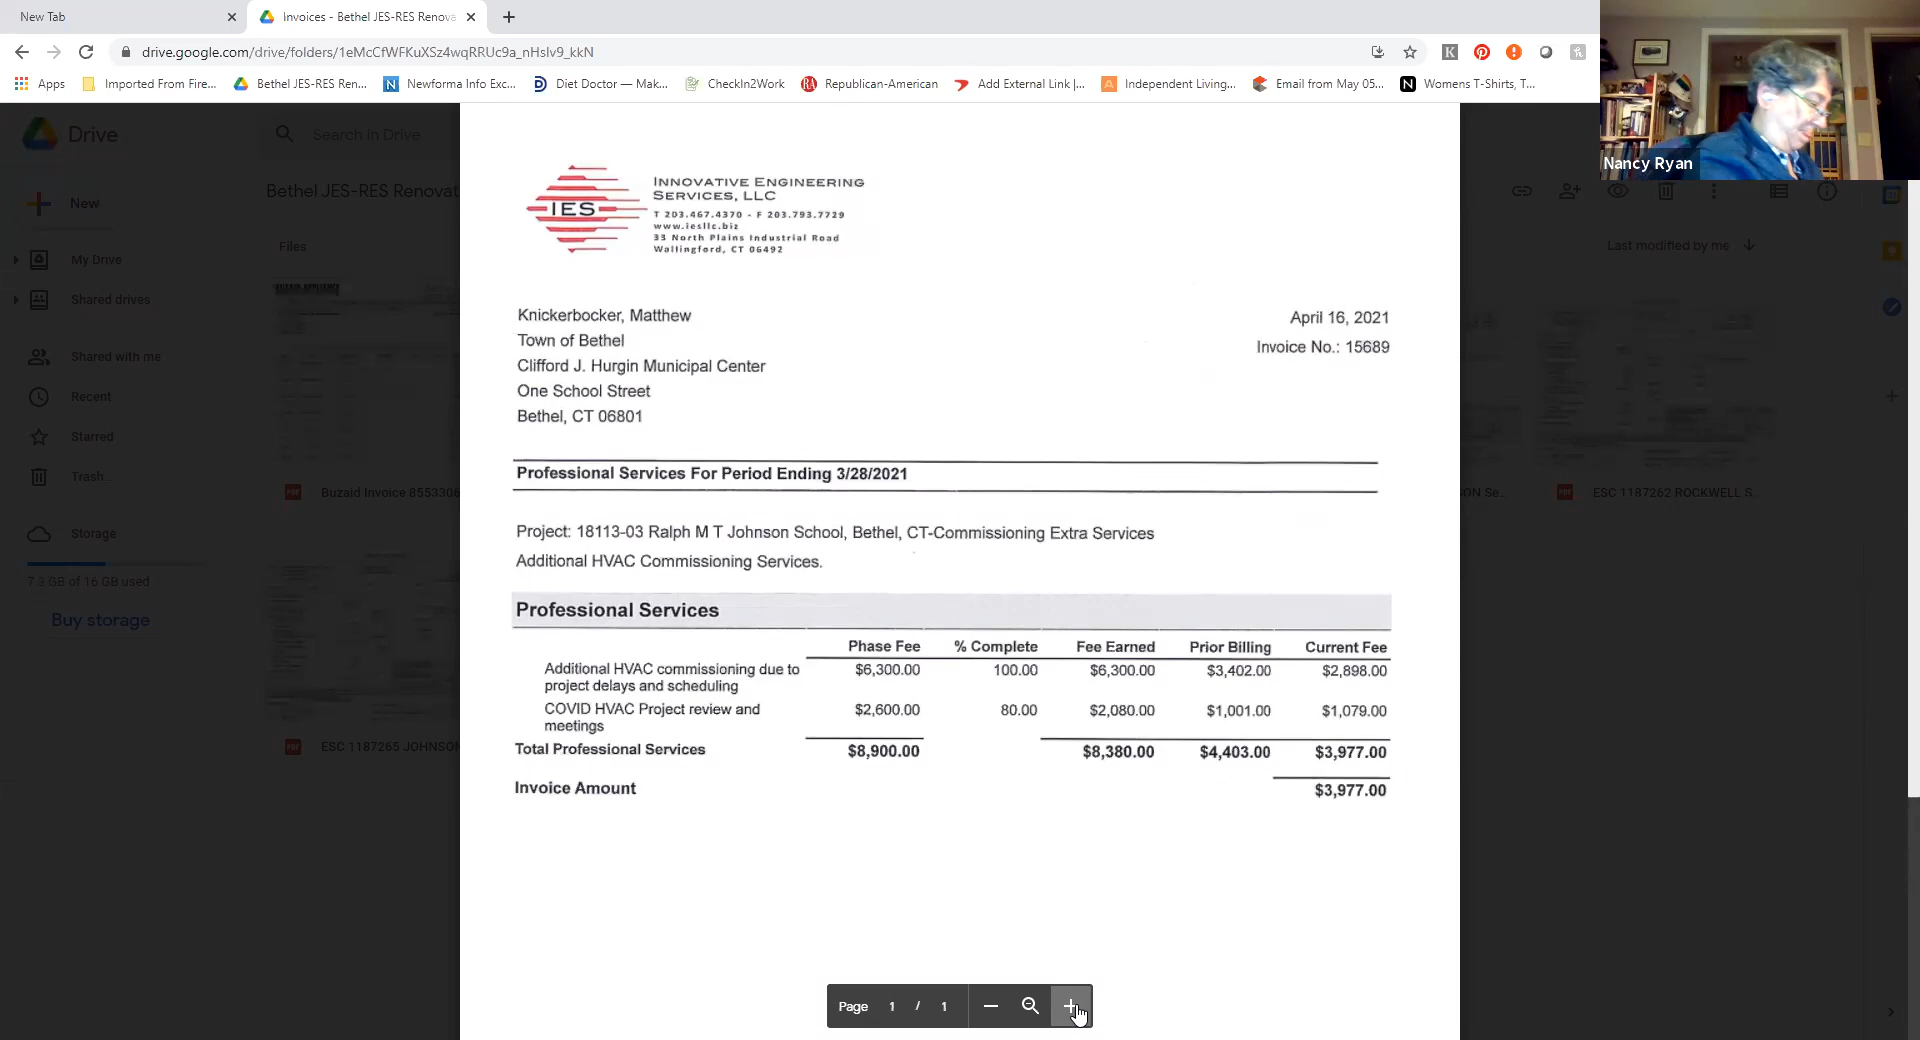 New Tab
Invoices - Bethel JES-RES Renova
drive.google.com/drive/folders/1eMcCfWFKuXSz4wqRRUc9a_nHslv9_kkN
Apps
Imported From Fire...
Bethel JES-RES Ren...
Newforma Info Exc...
Diet Doctor — Mak...
CheckIn2Work
Republican-American
Add External Link |...
Independent Living...
Email from May 05...
Womens T-Shirts, T...
Nancy Ryan
Drive
Search in Drive
New
Bethel JES-RES Renovat
Files
Last modified by me
My Drive
Shared drives
Shared with me
Recent
Starred
Trash
Storage
7.3 GB of 16 GB used
Buy storage
Buzaid Invoice 8553306
ESC 1187262 ROCKWELL S...
ESC 1187265 JOHNSON
IES
INNOVATIVE ENGINEERING
SERVICES, LLC
T 203.467.4370 - F 203.793.7729
www.iesllc.biz
33 North Plains Industrial Road
Wallingford, CT 06492
Knickerbocker, Matthew
Town of Bethel
Clifford J. Hurgin Municipal Center
One School Street
Bethel, CT 06801
April 16, 2021
Invoice No.: 15689
Professional Services For Period Ending 3/28/2021
Project: 18113-03 Ralph M T Johnson School, Bethel, CT-Commissioning Extra Services
Additional HVAC Commissioning Services.
Professional Services
Phase Fee % Complete Fee Earned Prior Billing Current Fee
Additional HVAC commissioning due to $6,300.00 100.00 $6,300.00 $3,402.00 $2,898.00
project delays and scheduling
COVID HVAC Project review and $2,600.00 80.00 $2,080.00 $1,001.00 $1,079.00
meetings
Total Professional Services $8,900.00 $8,380.00 $4,403.00 $3,977.00
Invoice Amount $3,977.00
Page 1 / 1